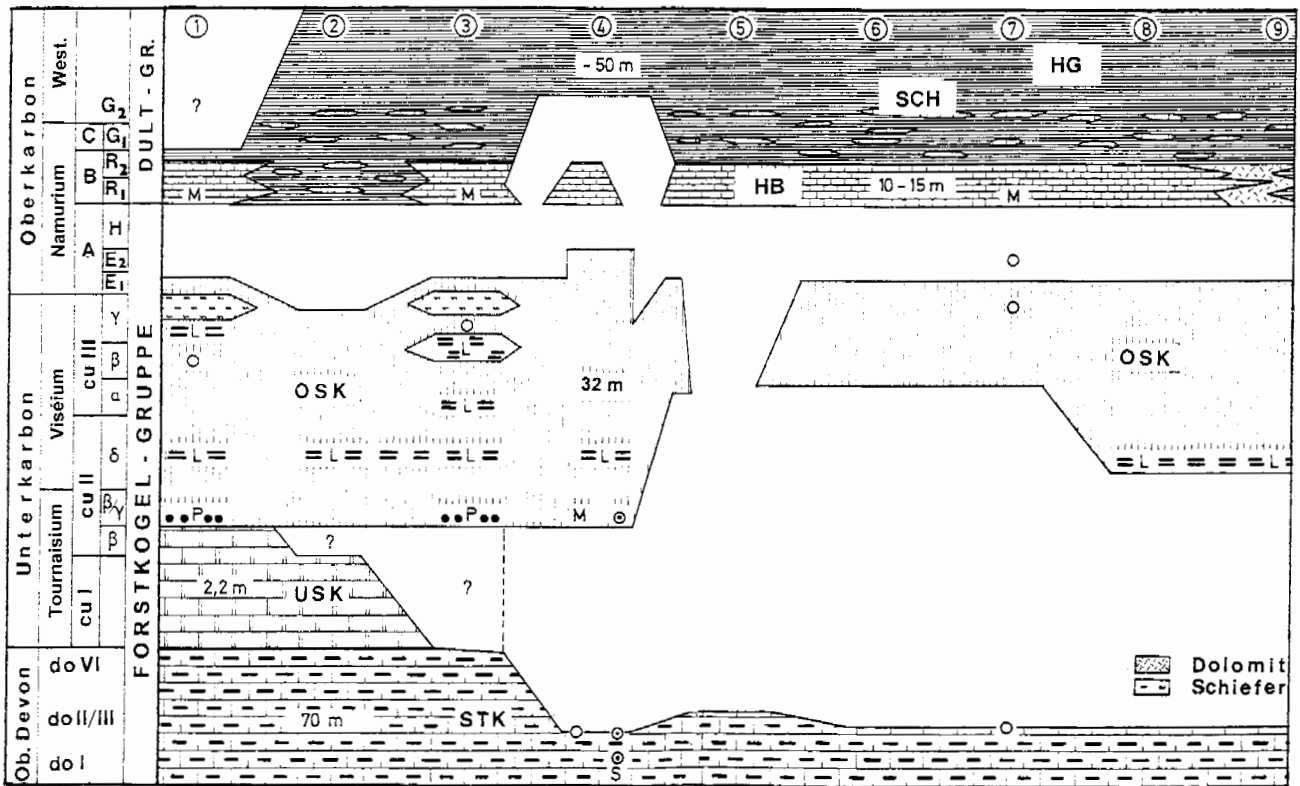 ① ② ③ ④ ⑤ ⑥ ⑦ ⑧ ⑨
Oberkarbon
West.
Namurium
C
B
A
G₂
G₁
R₂
R₁
H
E₂
E₁
Unterkarbon
Visérium
Tournaisium
cu III
cu II
cu I
γ
β
α
δ
β/γ
β
Ob. Devon
do VI
do II/III
do I
DULT - GR.
FORSTKOGEL - GRUPPE
?
- 50 m
HG
SCH
M
M
HB
10 - 15 m
M
L
L
OSK
32 m
OSK
L
L
L
L
L
L
L
P
P
M
?
2,2 m
USK
?
70 m
STK
S
Dolomit
Schiefer